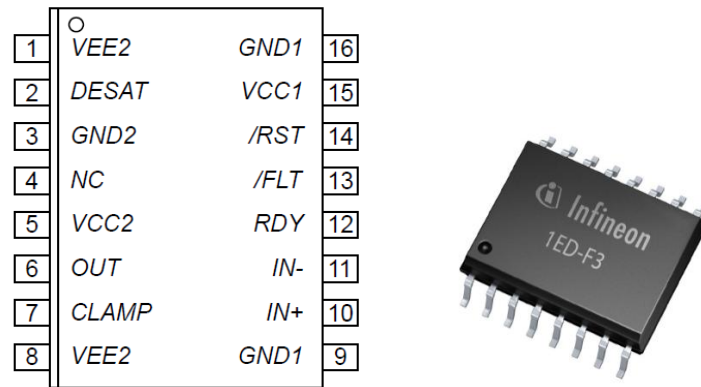 1 VEE2 GND1 16
2 DESAT VCC1 15
3 GND2 /RST 14
4 NC /FLT 13
5 VCC2 RDY 12
6 OUT IN- 11
7 CLAMP IN+ 10
8 VEE2 GND1 9
Infineon
1ED-F3